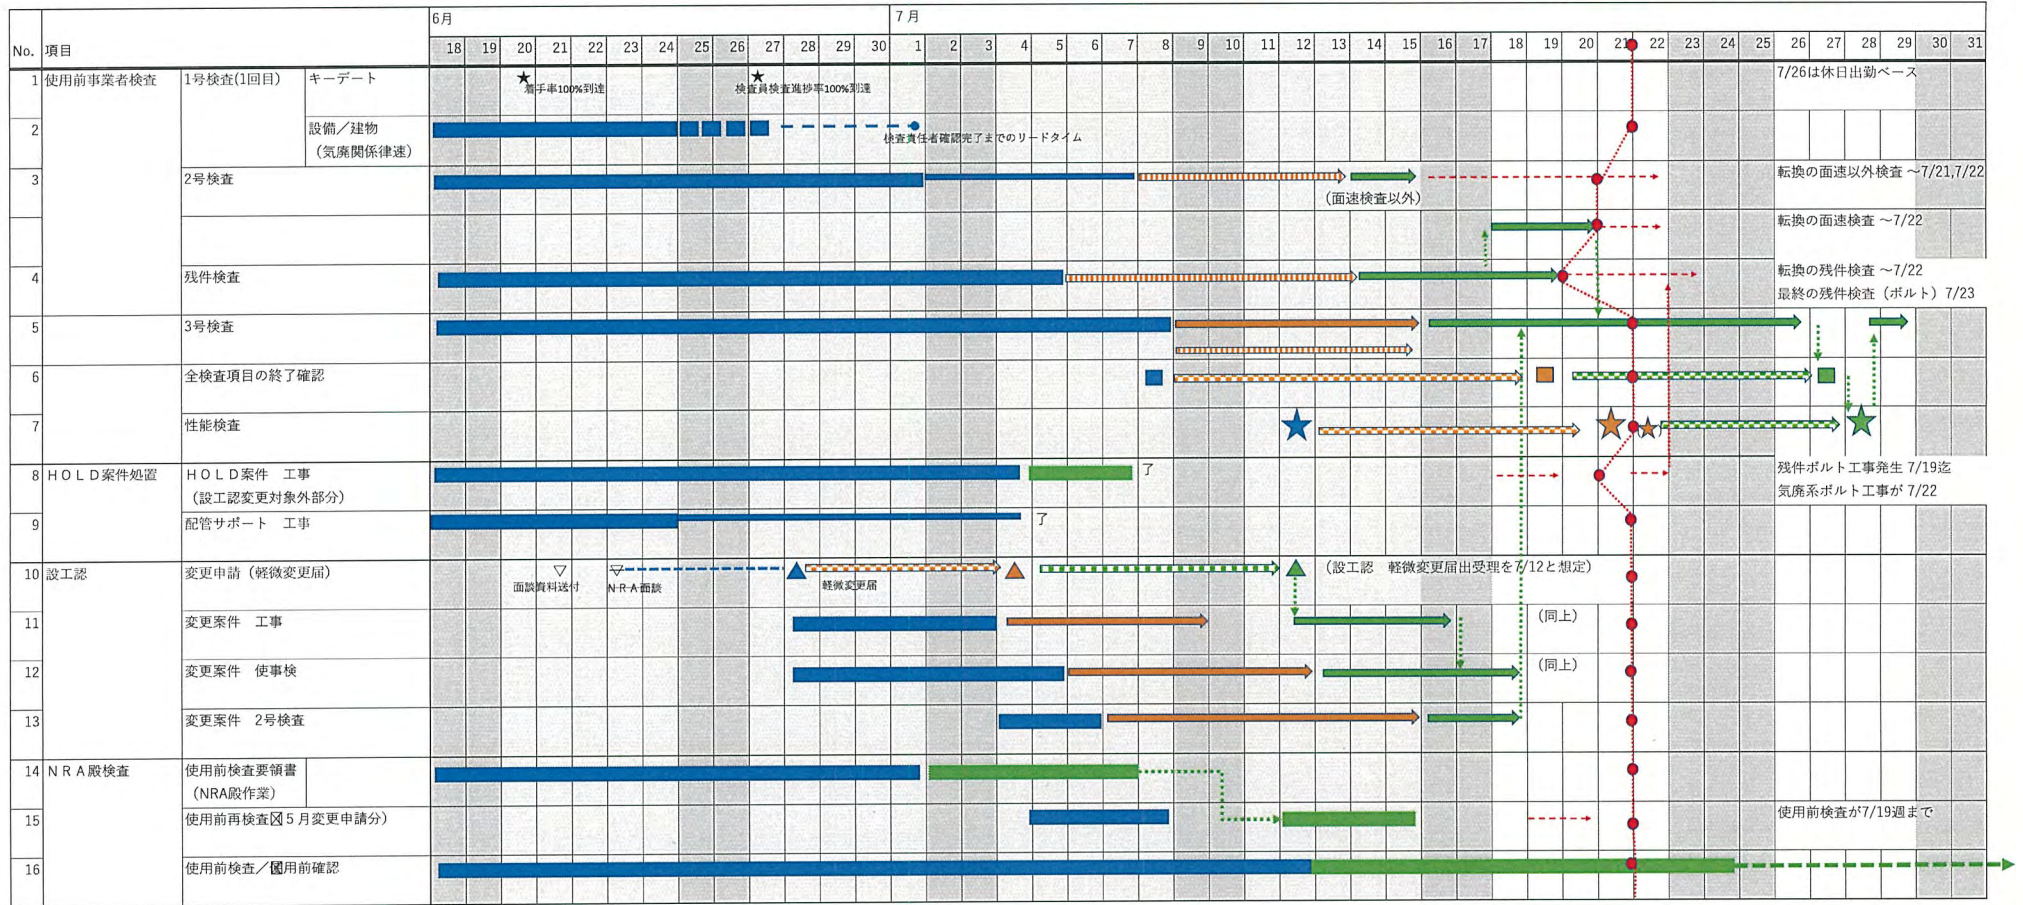 6月 7月
No. 項目 18 19 20 21 22 23 24 25 26 27 28 29 30 1 2 3 4 5 6 7 8 9 10 11 12 13 14 15 16 17 18 19 20 21 22 23 24 25 26 27 28 29 30 31
1 使用前事業者検査 1号検査(1回目) キーデート ★ ★ 7/26は休日出勤ベース
着手率100%到達 検査員検査進捗率100%到達
2 設備／建物
（気廃関係律速） 検査責任者確認完了までのリードタイム
3 2号検査 転換の面速以外検査 ～7/21,7/22
(面速検査以外)
転換の面速検査 ～7/22
4 残件検査 転換の残件検査 ～7/22
最終の残件検査（ボルト）7/23
5 3号検査
6 全検査項目の終了確認
7 性能検査 (★)
8 HOLD案件処置 HOLD案件 工事 了 残件ボルト工事発生 7/19迄
（設工認変更対象外部分） 気廃系ボルト工事が 7/22
9 配管サポート 工事 了
10 設工認 変更申請（軽微変更届） ▽ ▽ (設工認 軽微変更届出受理を7/12と想定)
面談資料送付 NRA面談 軽微変更届
11 変更案件 工事 (同上)
12 変更案件 使事検 (同上)
13 変更案件 2号検査
14 NRA殿検査 使用前検査要領書
（NRA殿作業）
15 使用前再検査 5月変更申請分） 使用前検査が7/19週まで
16 使用前検査／用前確認